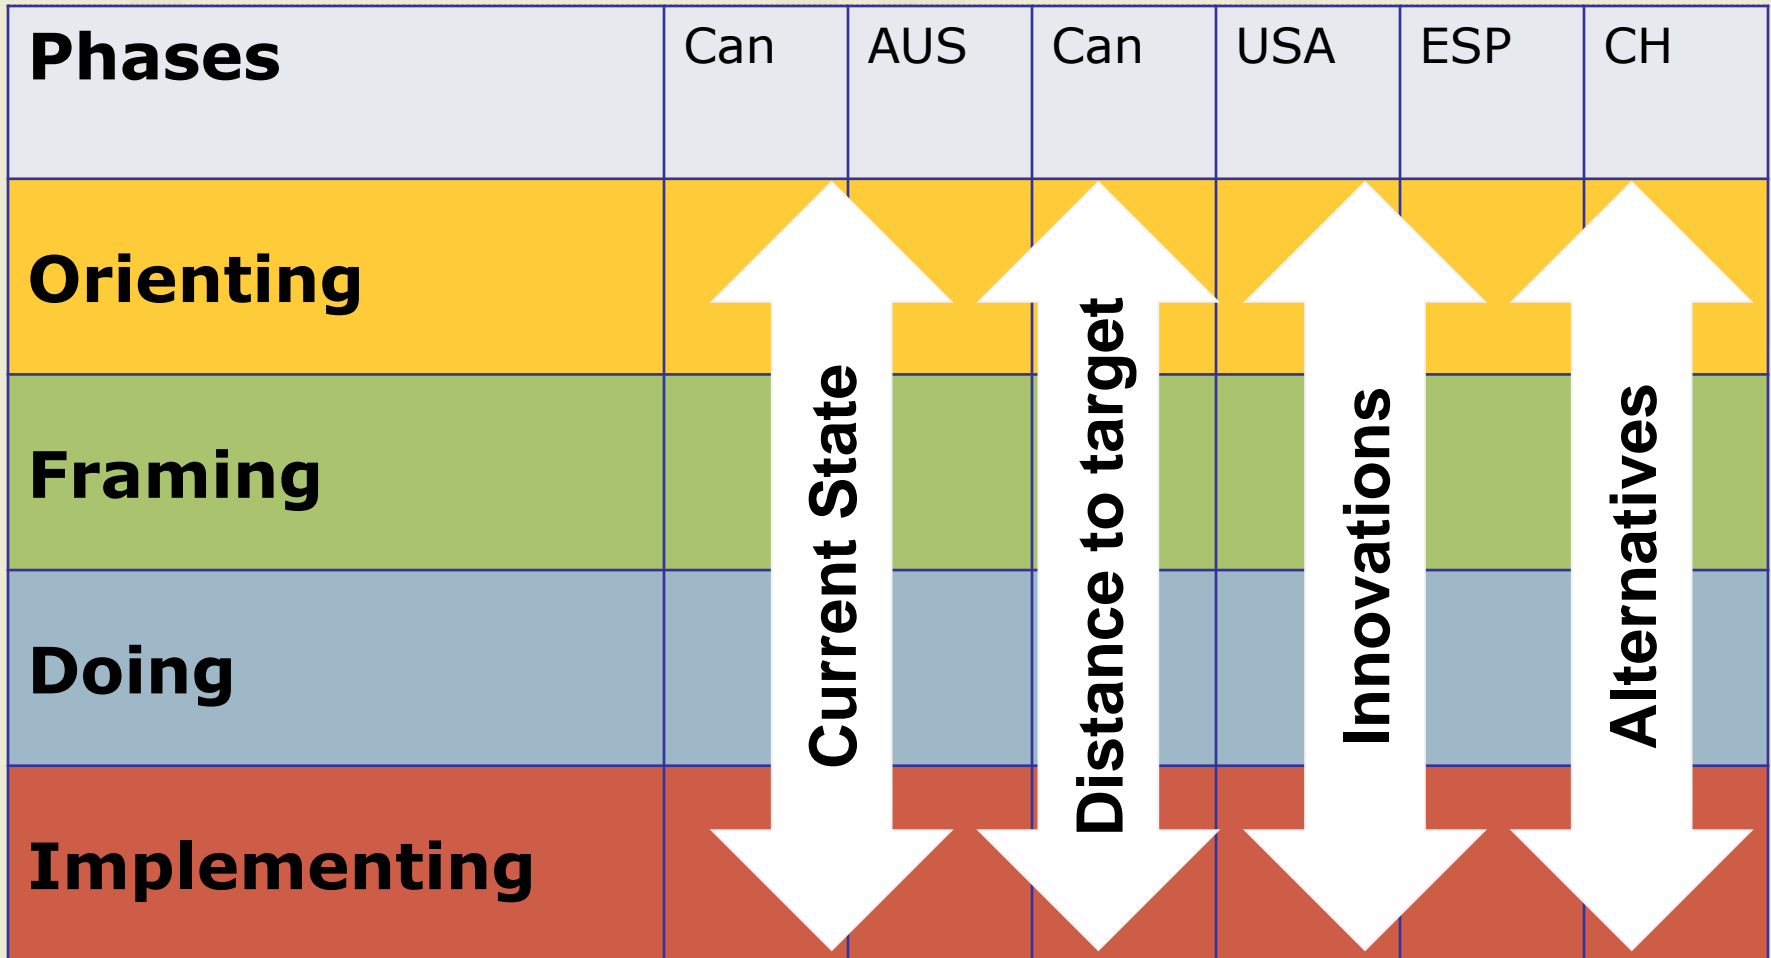 Phases Can AUS Can USA ESP CH
Orienting
Framing
Doing
Implementing
Current State
Distance to target
Innovations
Alternatives